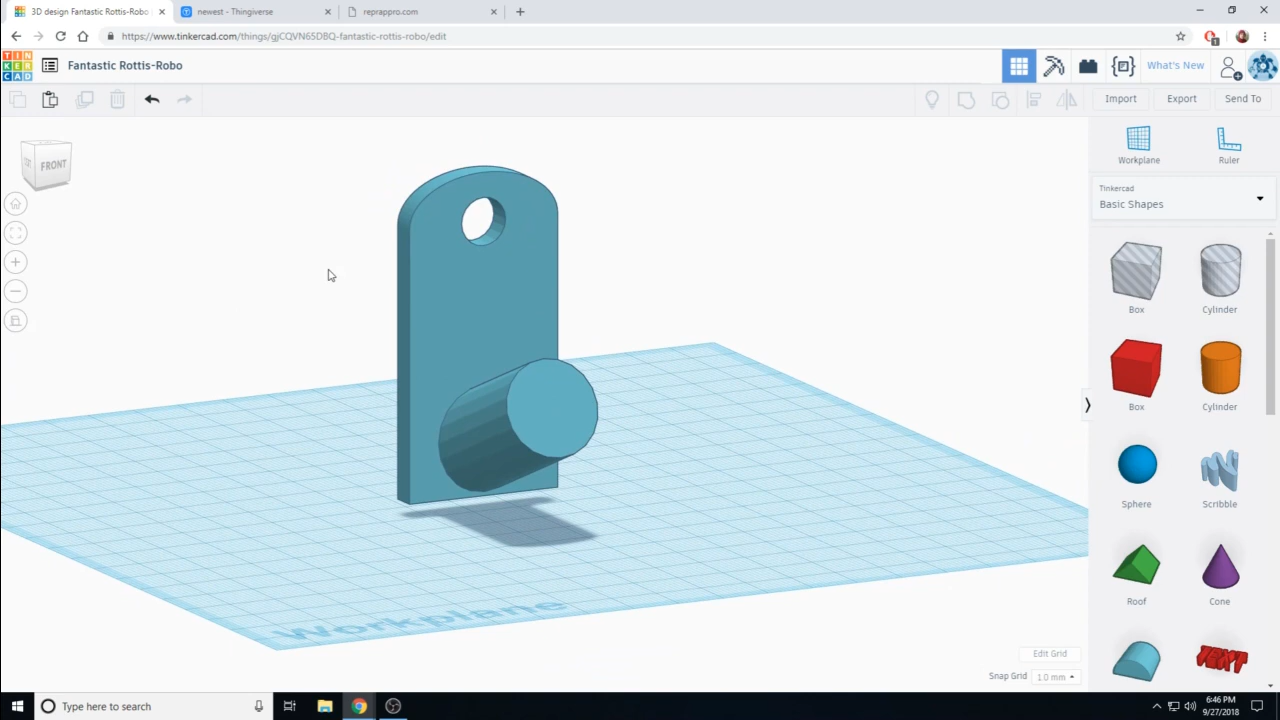 3D design Fantastic Rottis-Robo
newest - Thingiverse
reprappro.com
https://www.tinkercad.com/things/gjCQVN65DBQ-fantastic-rottis-robo/edit
1
TIN
KER
CAD
Fantastic Rottis-Robo
What's New
Import
Export
Send To
FRONT
Workplane
Ruler
Tinkercad
Basic Shapes
Box
Cylinder
Box
Cylinder
Sphere
Scribble
Roof
Cone
TEXT
Workplane
Edit Grid
Snap Grid
1.0 mm
Type here to search
6:46 PM
9/27/2018